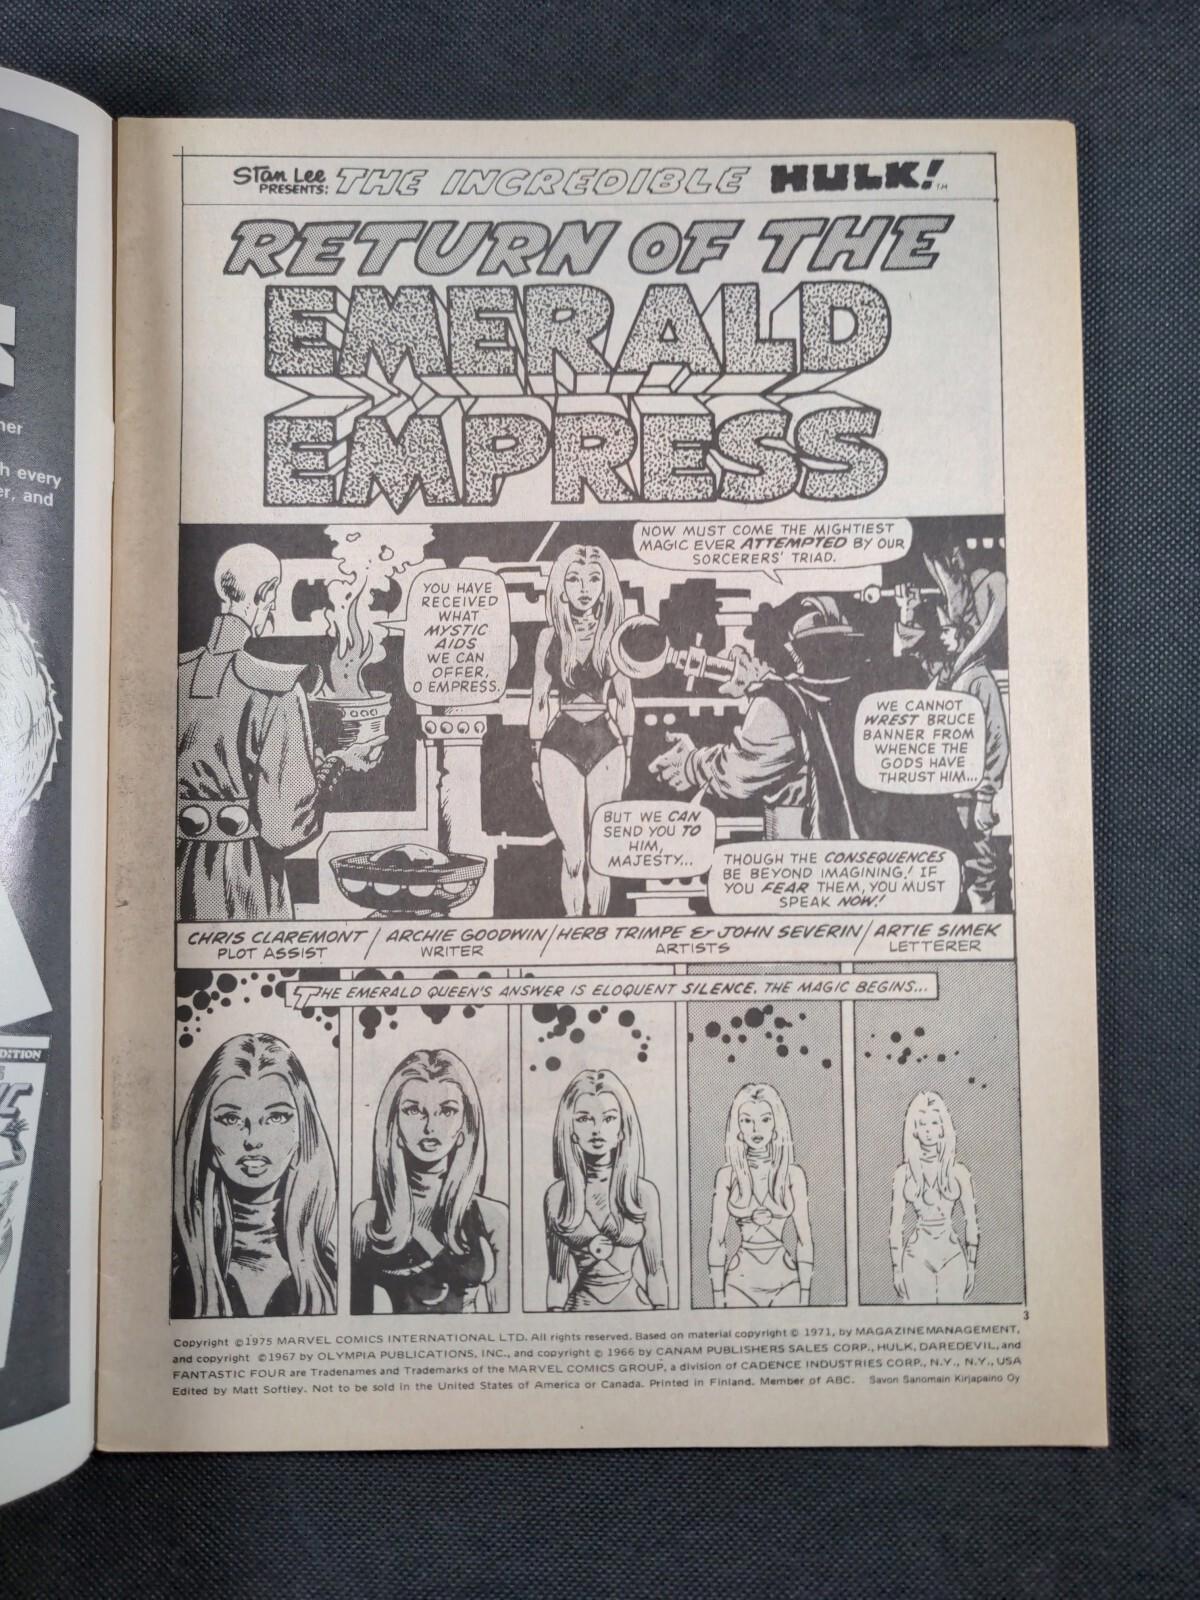 Stan Lee
PRESENTS:
THE INCREDIBLE HULK!
TM
RETURN OF THE
EMERALD
EMPRESS
YOU HAVE
RECEIVED
WHAT
MYSTIC
AIDS
WE CAN
OFFER,
O EMPRESS.
NOW MUST COME THE MIGHTIEST
MAGIC EVER ATTEMPTED BY OUR
SORCERERS' TRIAD.
WE CANNOT
WREST BRUCE
BANNER FROM
WHENCE THE
GODS HAVE
THRUST HIM...
BUT WE CAN
SEND YOU TO
HIM,
MAJESTY...
THOUGH THE CONSEQUENCES
BE BEYOND IMAGINING! IF
YOU FEAR THEM, YOU MUST
SPEAK NOW!
CHRIS CLAREMONT
PLOT ASSIST
ARCHIE GOODWIN
WRITER
HERB TRIMPE & JOHN SEVERIN
ARTISTS
ARTIE SIMEK
LETTERER
THE EMERALD QUEEN'S ANSWER IS ELOQUENT SILENCE. THE MAGIC BEGINS...
3
Copyright ©1975 MARVEL COMICS INTERNATIONAL LTD. All rights reserved. Based on material copyright © 1971, by MAGAZINE MANAGEMENT,
and copyright ©1967 by OLYMPIA PUBLICATIONS, INC., and copyright © 1966 by CANAM PUBLISHERS SALES CORP., HULK, DAREDEVIL, and
FANTASTIC FOUR are Tradenames and Trademarks of the MARVEL COMICS GROUP, a division of CADENCE INDUSTRIES CORP., N.Y., N.Y., USA
Edited by Matt Softley. Not to be sold in the United States of America or Canada. Printed in Finland. Member of ABC. Savon Sanomain Kirjapaino Oy
h every
er, and
DITION